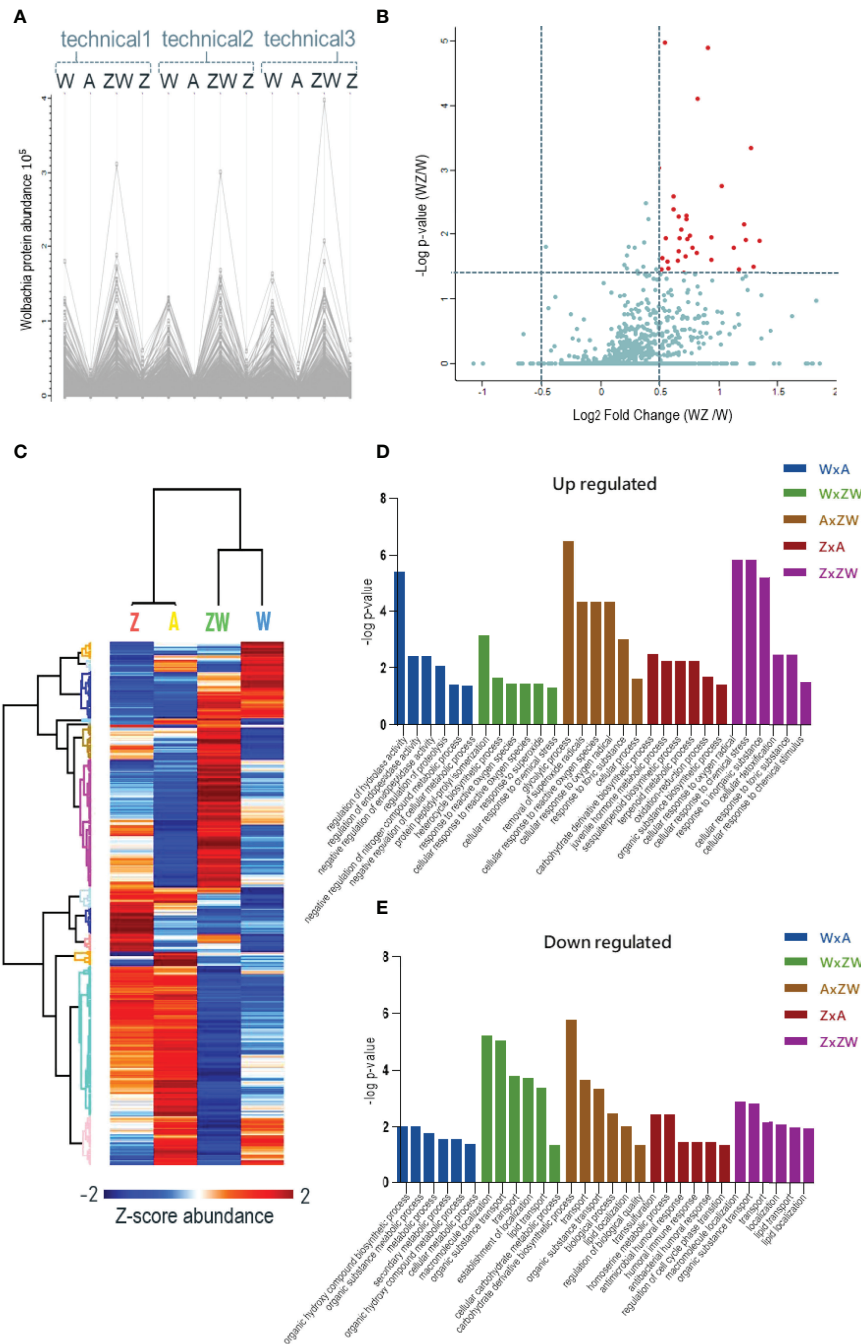 A
technical1 technical2 technical3
W A ZW Z W A ZW Z W A ZW Z
Wolbachia protein abundance 10⁵
4
3
2
1
0
B
-Log p-value (WZ/W)
5
4
3
2
1
0
-1 -0.5 0 0.5 1 1.5 2
Log2 Fold Change (WZ /W)
C
Z A ZW W
-2 2
Z-score abundance
D
Up regulated
WxA
WxZW
AxZW
ZxA
ZxZW
-log p-value
8
6
4
2
0
regulation of hydrolase activity
regulation of endopeptidase activity
negative regulation of endopeptidase activity
regulation of proteolysis
negative regulation of nitrogen compound metabolic process
negative regulation of cellular metabolic process
protein peptidyl-prolyl isomerization
heterocycle biosynthetic process
cellular response to reactive oxygen species
response to reactive oxygen species
response to superoxide
cellular response to chemical stress
glycolytic process
removal of superoxide radicals
cellular response to reactive oxygen species
cellular response to oxygen radical
response to toxic substance
cellular process
carbohydrate derivative biosynthetic process
juvenile hormone metabolic process
sesquiterpenoid biosynthetic process
terpenoid metabolic process
oxidation-reduction process
organic substance biosynthetic process
cellular response to oxygen radical
cellular response to chemical stress
response to inorganic substance
cellular detoxification
cellular response to toxic substance
cellular response to chemical stimulus
E
Down regulated
WxA
WxZW
AxZW
ZxA
ZxZW
-log p-value
8
6
4
2
0
organic hydroxy compound biosynthetic process
organic substance metabolic process
metabolic process
secondary metabolic process
organic hydroxy compound metabolic process
cellular metabolic process
macromolecule localization
organic substance transport
transport
establishment of localization
lipid transport
cellular carbohydrate metabolic process
carbohydrate derivative biosynthetic process
transport
organic substance transport
biological process
lipid localization
regulation of biological quality
transsulfuration
homoserine metabolic process
antimicrobial humoral response
humoral immune response
antibacterial humoral response
regulation of cell cycle phase transition
macromolecule localization
organic substance transport
transport
localization
lipid transport
lipid localization